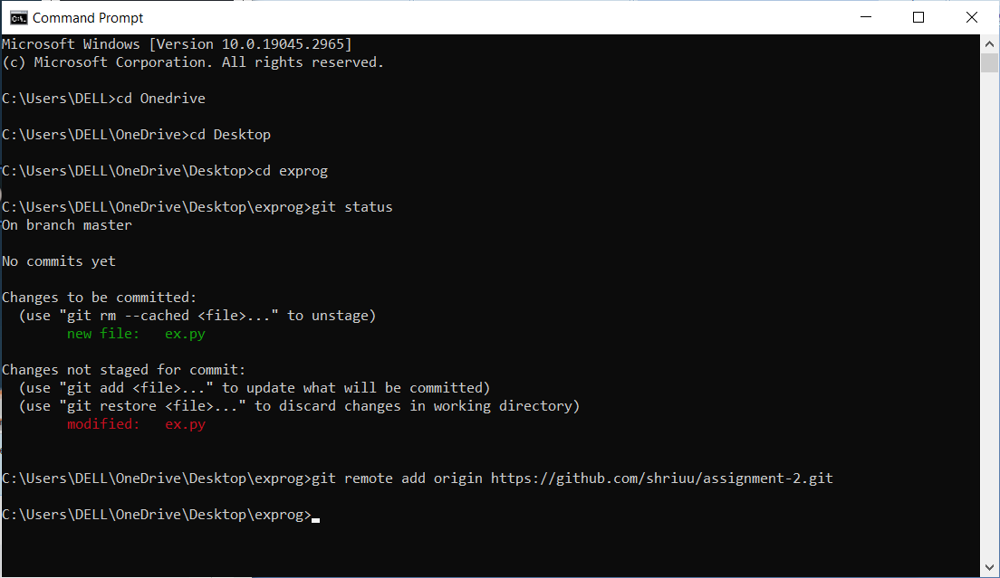 Command Prompt
Microsoft Windows [Version 10.0.19045.2965]
(c) Microsoft Corporation. All rights reserved.
C:\Users\DELL>cd Onedrive
C:\Users\DELL\OneDrive>cd Desktop
C:\Users\DELL\OneDrive\Desktop>cd exprog
C:\Users\DELL\OneDrive\Desktop\exprog>git status
On branch master
No commits yet
Changes to be committed:
  (use "git rm --cached <file>..." to unstage)
        new file:   ex.py
Changes not staged for commit:
  (use "git add <file>..." to update what will be committed)
  (use "git restore <file>..." to discard changes in working directory)
        modified:   ex.py
C:\Users\DELL\OneDrive\Desktop\exprog>git remote add origin https://github.com/shriuu/assignment-2.git
C:\Users\DELL\OneDrive\Desktop\exprog>